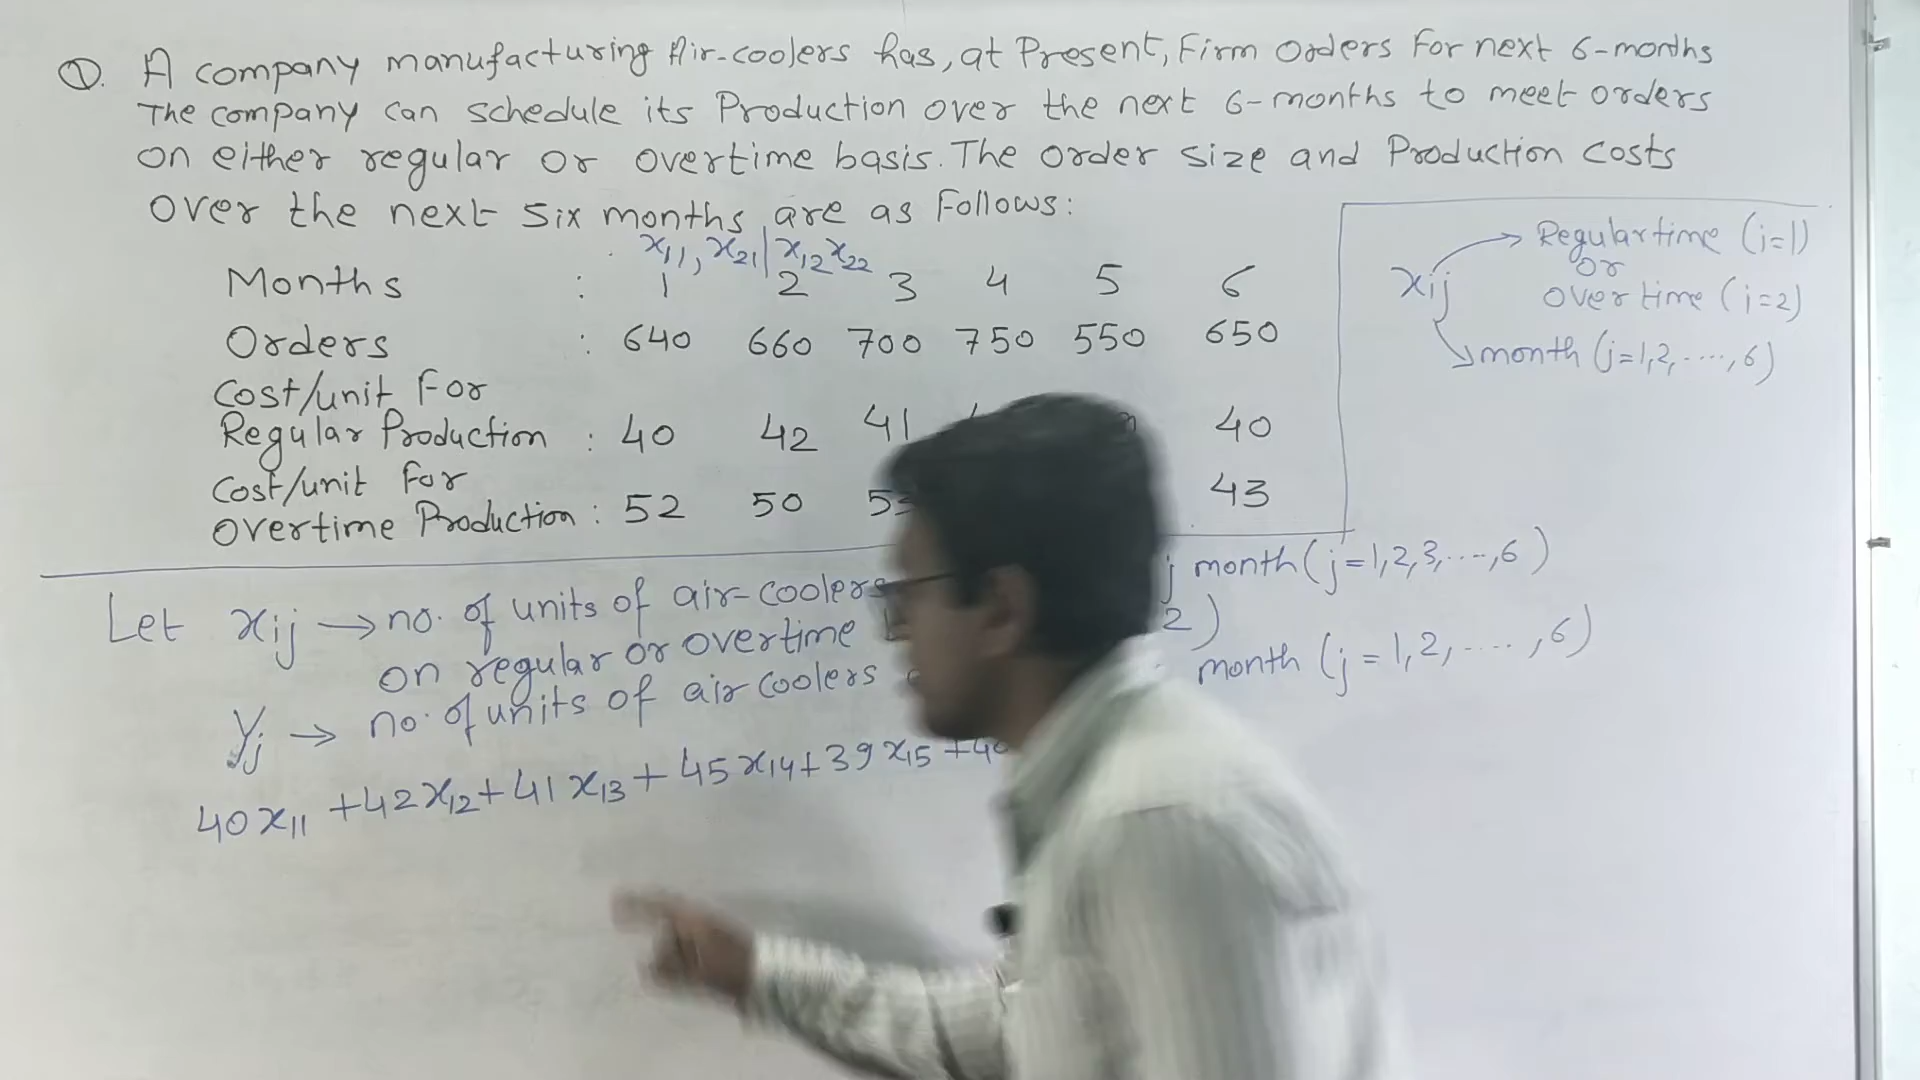 ①. A company manufacturing Air-coolers has, at Present, Firm Orders For next 6-months
The company can schedule its Production over the next 6-months to meet orders
on either regular or overtime basis. The order size and Production costs
over the next six months are as Follows:
x11, x21 | x12 x22
Months : 1 2 3 4 5 6
Orders : 640 660 700 750 550 650
Cost/unit For
Regular Production : 40 42 41 40
Cost/unit For
Overtime Production : 52 50 43
xij → Regular time (i=1)
or
over time (i=2)
↘ month (j=1,2,....,6)
Let xij → no. of units of air-coolers j month (j=1,2,3,....,6)
on regular or overtime 2)
yj → no. of units of air coolers month (j=1,2,....,6)
40x11 +42x12+41x13+45x14+39x15